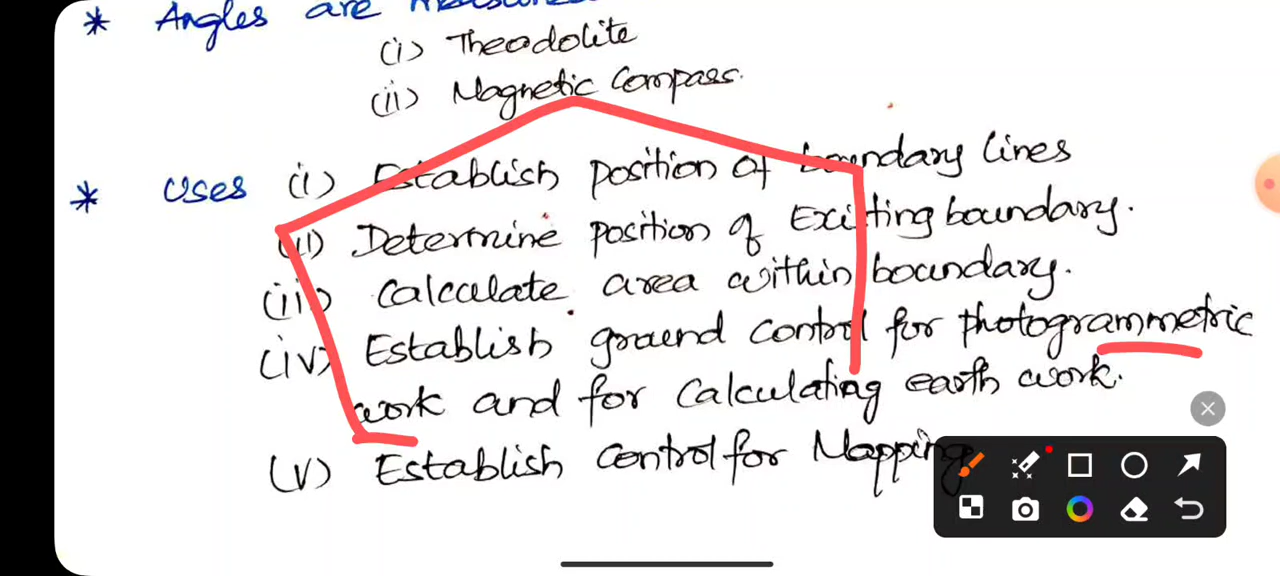 * Angles are Measured
(i) Theodolite
(ii) Magnetic Compass.
* Uses (i) Establish position of boundary lines
(ii) Determine position of Existing boundary.
(iii) Calculate area within boundary.
(iv) Establish ground control for photogrammetric
work and for Calculating earth work.
(v) Establish control for Mapping